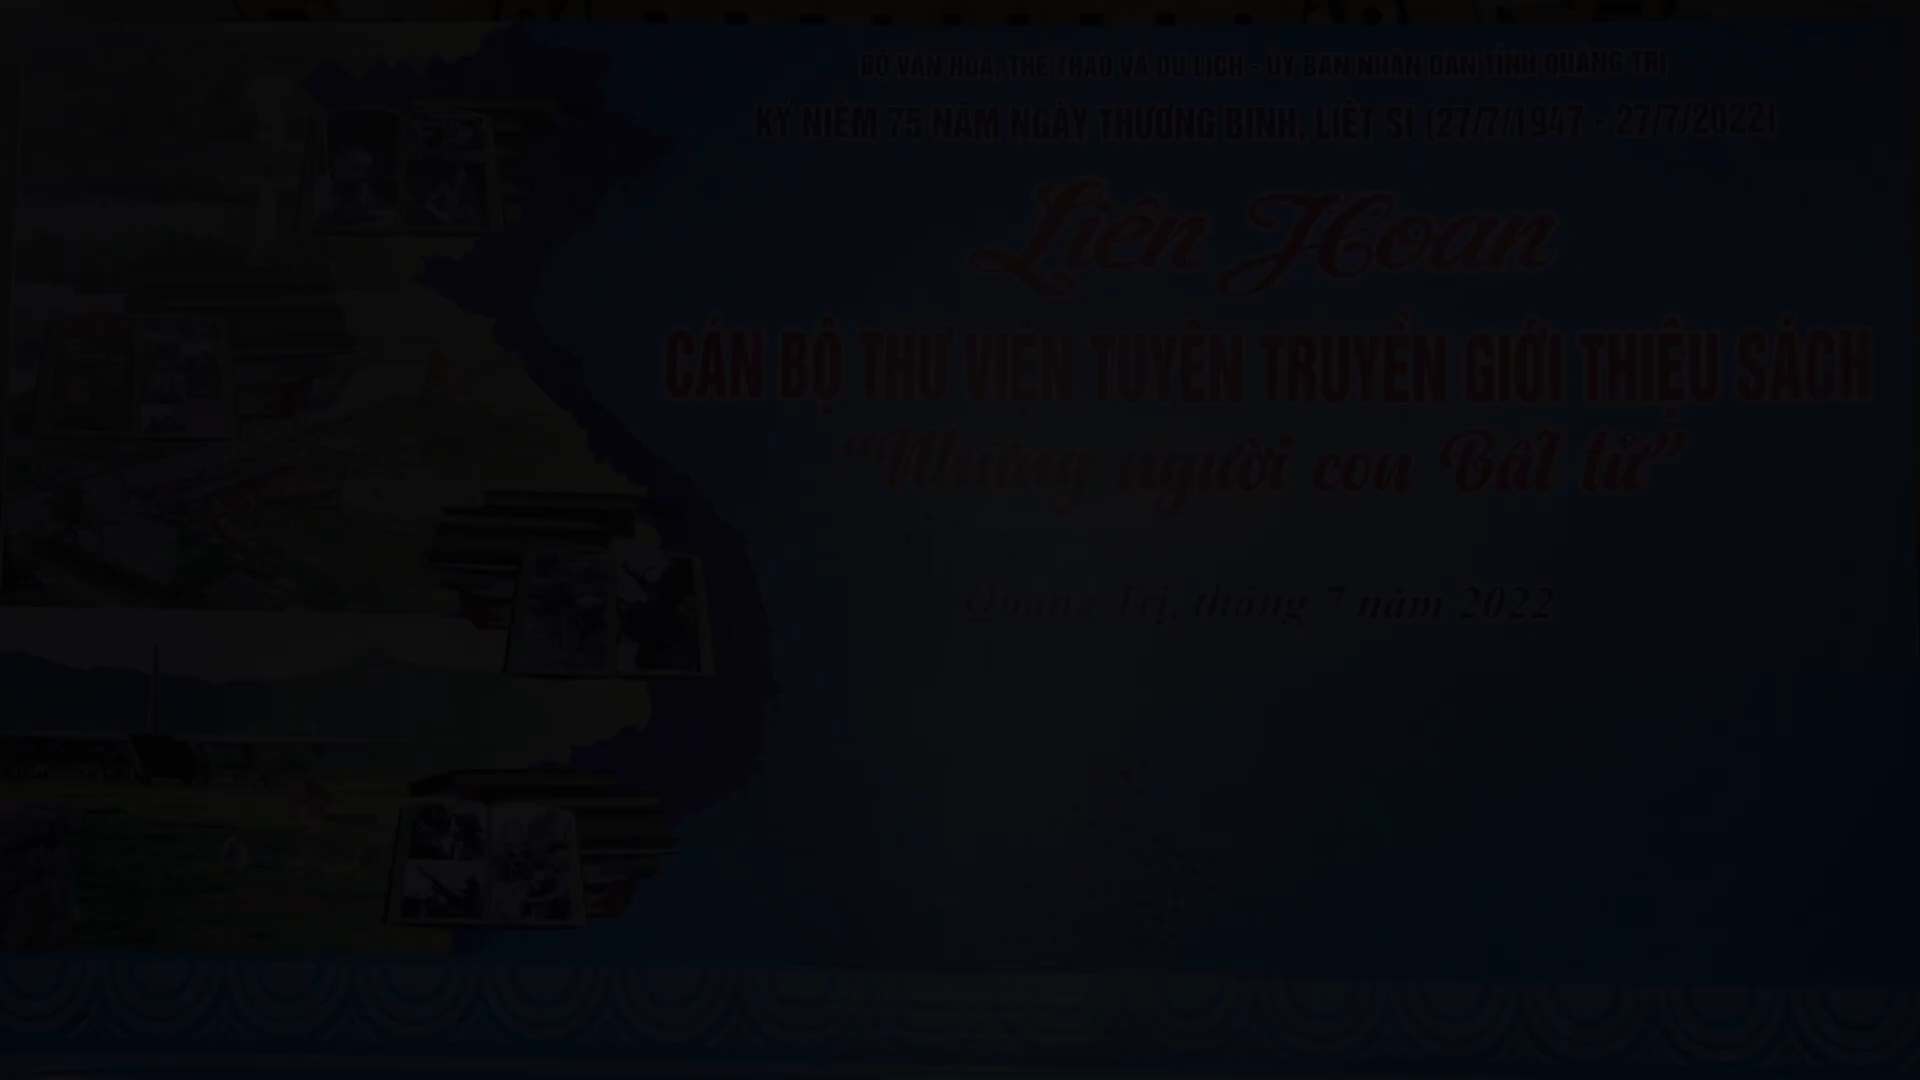 BỘ VĂN HÓA, THỂ THAO VÀ DU LỊCH - ỦY BAN NHÂN DÂN TỈNH QUẢNG TRỊ
KỶ NIỆM 75 NĂM NGÀY THƯƠNG BINH, LIỆT SĨ (27/7/1947 - 27/7/2022)
Liên Hoan
CÁN BỘ THƯ VIỆN TUYÊN TRUYỀN GIỚI THIỆU SÁCH
“Những người con Bất tử”
Quảng Trị, tháng 7 năm 2022